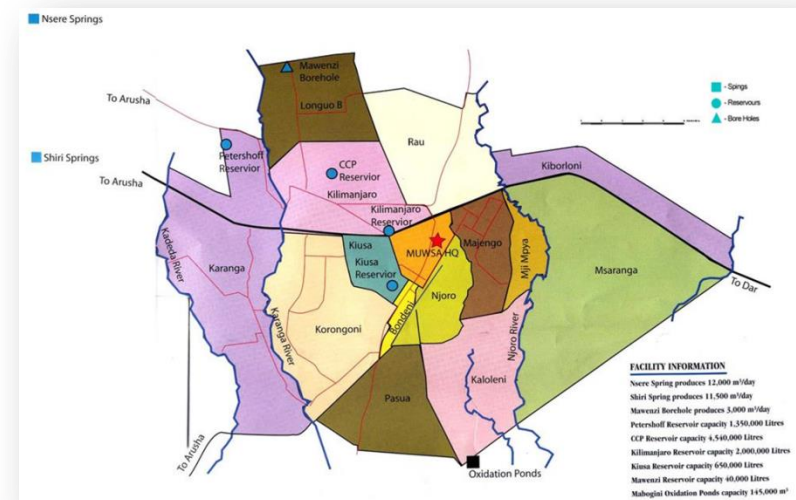 Nsere Springs
Mawenzi
Borehole
To Arusha
Longuo B
- Spings
- Reservours
- Bore Holes
Rau
Petershoff
Reservior
CCP
Reservior
Shiri Springs
Kiborloni
To Arusha
Kilimanjaro
Kilimanjaro
Reservior
Kadeda River
Karanga
Kiusa
Kiusa
Reservior
MUWSA HQ
Majengo
Mji Mpya
Msaranga
To Dar
Njoro
Karanga River
Korongoni
Bondeni
Njoro River
Kaloleni
Pasua
To Arusha
Oxidation Ponds
FACILITY INFORMATION
Nsere Spring produces 12,000 m³/day
Shiri Spring produces 11,500 m³/day
Mawenzi Borehole produces 3,000 m³/day
Petershoff Reservoir capacity 1,350,000 Litres
CCP Reservoir capacity 4,540,000 Litres
Kilimanjaro Reservoir capacity 2,000,000 Litres
Kiusa Reservoir capacity 650,000 Litres
Mawenzi Reservoir capacity 40,000 Litres
Mabogini Oxidation Ponds capacity 145,000 m³